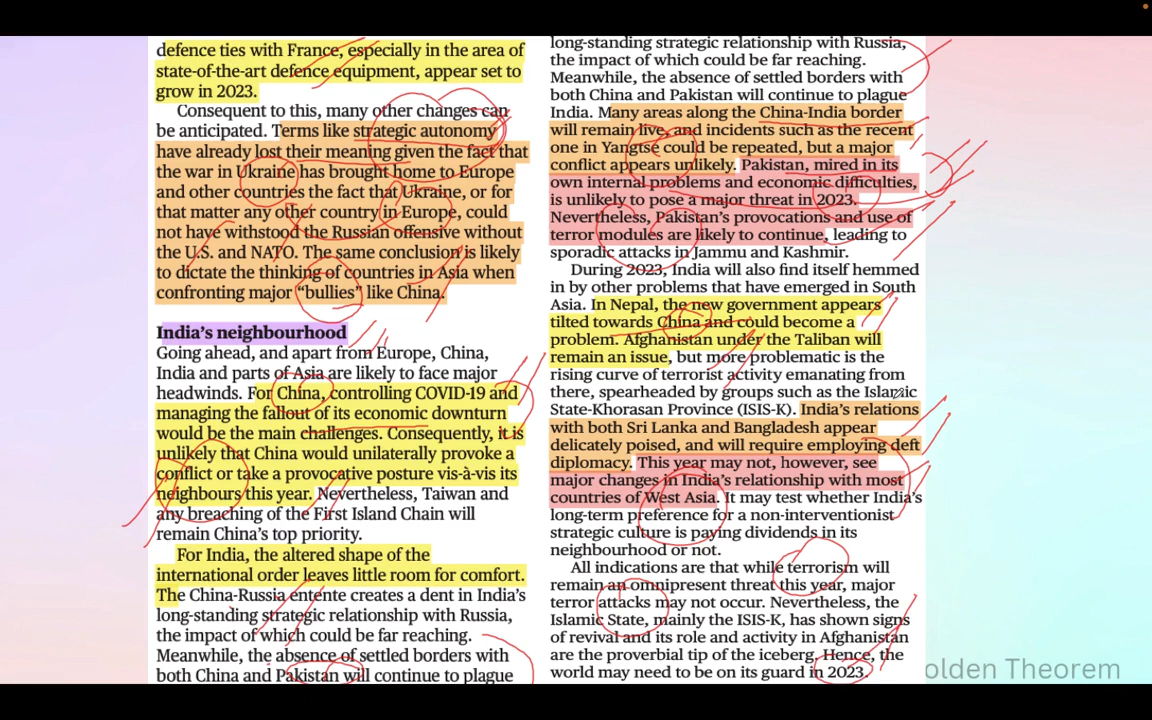 defence ties with France, especially in the area of
state-of-the-art defence equipment, appear set to
grow in 2023.
Consequent to this, many other changes can
be anticipated. Terms like strategic autonomy
have already lost their meaning given the fact that
the war in Ukraine has brought home to Europe
and other countries the fact that Ukraine, or for
that matter any other country in Europe, could
not have withstood the Russian offensive without
the U.S. and NATO. The same conclusion is likely
to dictate the thinking of countries in Asia when
confronting major “bullies” like China.
India’s neighbourhood
Going ahead, and apart from Europe, China,
India and parts of Asia are likely to face major
headwinds. For China, controlling COVID-19 and
managing the fallout of its economic downturn
would be the main challenges. Consequently, it is
unlikely that China would unilaterally provoke a
conflict or take a provocative posture vis-à-vis its
neighbours this year. Nevertheless, Taiwan and
any breaching of the First Island Chain will
remain China’s top priority.
For India, the altered shape of the
international order leaves little room for comfort.
The China-Russia entente creates a dent in India’s
long-standing strategic relationship with Russia,
the impact of which could be far reaching.
Meanwhile, the absence of settled borders with
both China and Pakistan will continue to plague
long-standing strategic relationship with Russia,
the impact of which could be far reaching.
Meanwhile, the absence of settled borders with
both China and Pakistan will continue to plague
India. Many areas along the China-India border
will remain live, and incidents such as the recent
one in Yangtse could be repeated, but a major
conflict appears unlikely. Pakistan, mired in its
own internal problems and economic difficulties,
is unlikely to pose a major threat in 2023.
Nevertheless, Pakistan’s provocations and use of
terror modules are likely to continue, leading to
sporadic attacks in Jammu and Kashmir.
During 2023, India will also find itself hemmed
in by other problems that have emerged in South
Asia. In Nepal, the new government appears
tilted towards China and could become a
problem. Afghanistan under the Taliban will
remain an issue, but more problematic is the
rising curve of terrorist activity emanating from
there, spearheaded by groups such as the Islamic
State-Khorasan Province (ISIS-K). India’s relations
with both Sri Lanka and Bangladesh appear
delicately poised, and will require employing deft
diplomacy. This year may not, however, see
major changes in India’s relationship with most
countries of West Asia. It may test whether India’s
long-term preference for a non-interventionist
strategic culture is paying dividends in its
neighbourhood or not.
All indications are that while terrorism will
remain an omnipresent threat this year, major
terror attacks may not occur. Nevertheless, the
Islamic State, mainly the ISIS-K, has shown signs
of revival and its role and activity in Afghanistan
are the proverbial tip of the iceberg. Hence, the
world may need to be on its guard in 2023.
olden Theorem